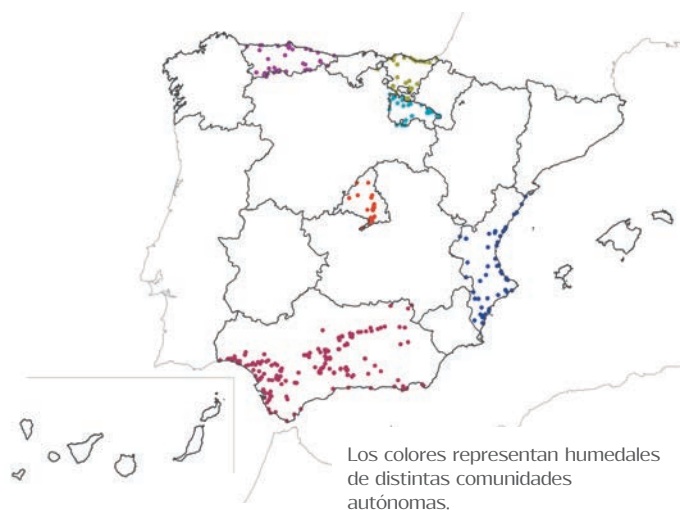 Los colores representan humedales
de distintas comunidades
autónomas.